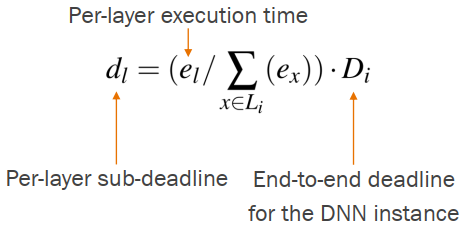 Per-layer execution time
d_l = (e_l / ∑_{x∈L_i} (e_x)) · D_i
Per-layer sub-deadline End-to-end deadline
for the DNN instance